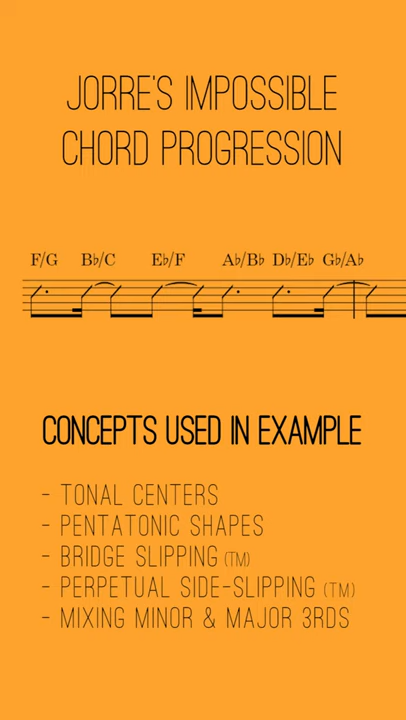 JORRE'S IMPOSSIBLE
CHORD PROGRESSION
F/G B♭/C E♭/F A♭/B♭ D♭/E♭ G♭/A♭
CONCEPTS USED IN EXAMPLE
- TONAL CENTERS
- PENTATONIC SHAPES
- BRIDGE SLIPPING (TM)
- PERPETUAL SIDE-SLIPPING (TM)
- MIXING MINOR & MAJOR 3RDS